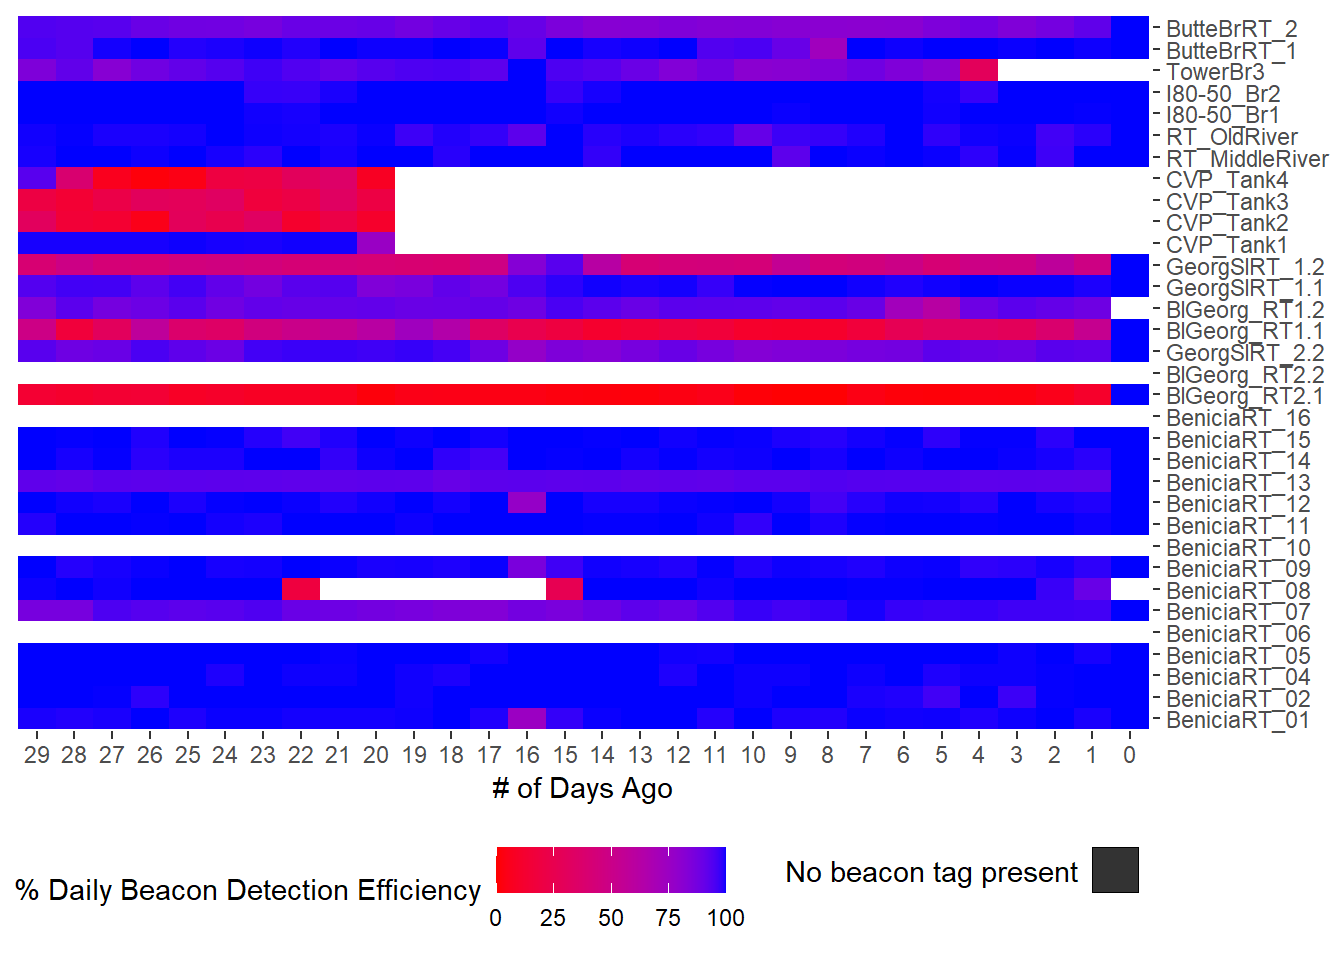 ButteBrRT_2
ButteBrRT_1
TowerBr3
I80-50_Br2
I80-50_Br1
RT_OldRiver
RT_MiddleRiver
CVP_Tank4
CVP_Tank3
CVP_Tank2
CVP_Tank1
GeorgSlRT_1.2
GeorgSlRT_1.1
BlGeorg_RT1.2
BlGeorg_RT1.1
GeorgSlRT_2.2
BlGeorg_RT2.2
BlGeorg_RT2.1
BeniciaRT_16
BeniciaRT_15
BeniciaRT_14
BeniciaRT_13
BeniciaRT_12
BeniciaRT_11
BeniciaRT_10
BeniciaRT_09
BeniciaRT_08
BeniciaRT_07
BeniciaRT_06
BeniciaRT_05
BeniciaRT_04
BeniciaRT_02
BeniciaRT_01
29 28 27 26 25 24 23 22 21 20 19 18 17 16 15 14 13 12 11 10 9 8 7 6 5 4 3 2 1 0
# of Days Ago
% Daily Beacon Detection Efficiency
0 25 50 75 100
No beacon tag present